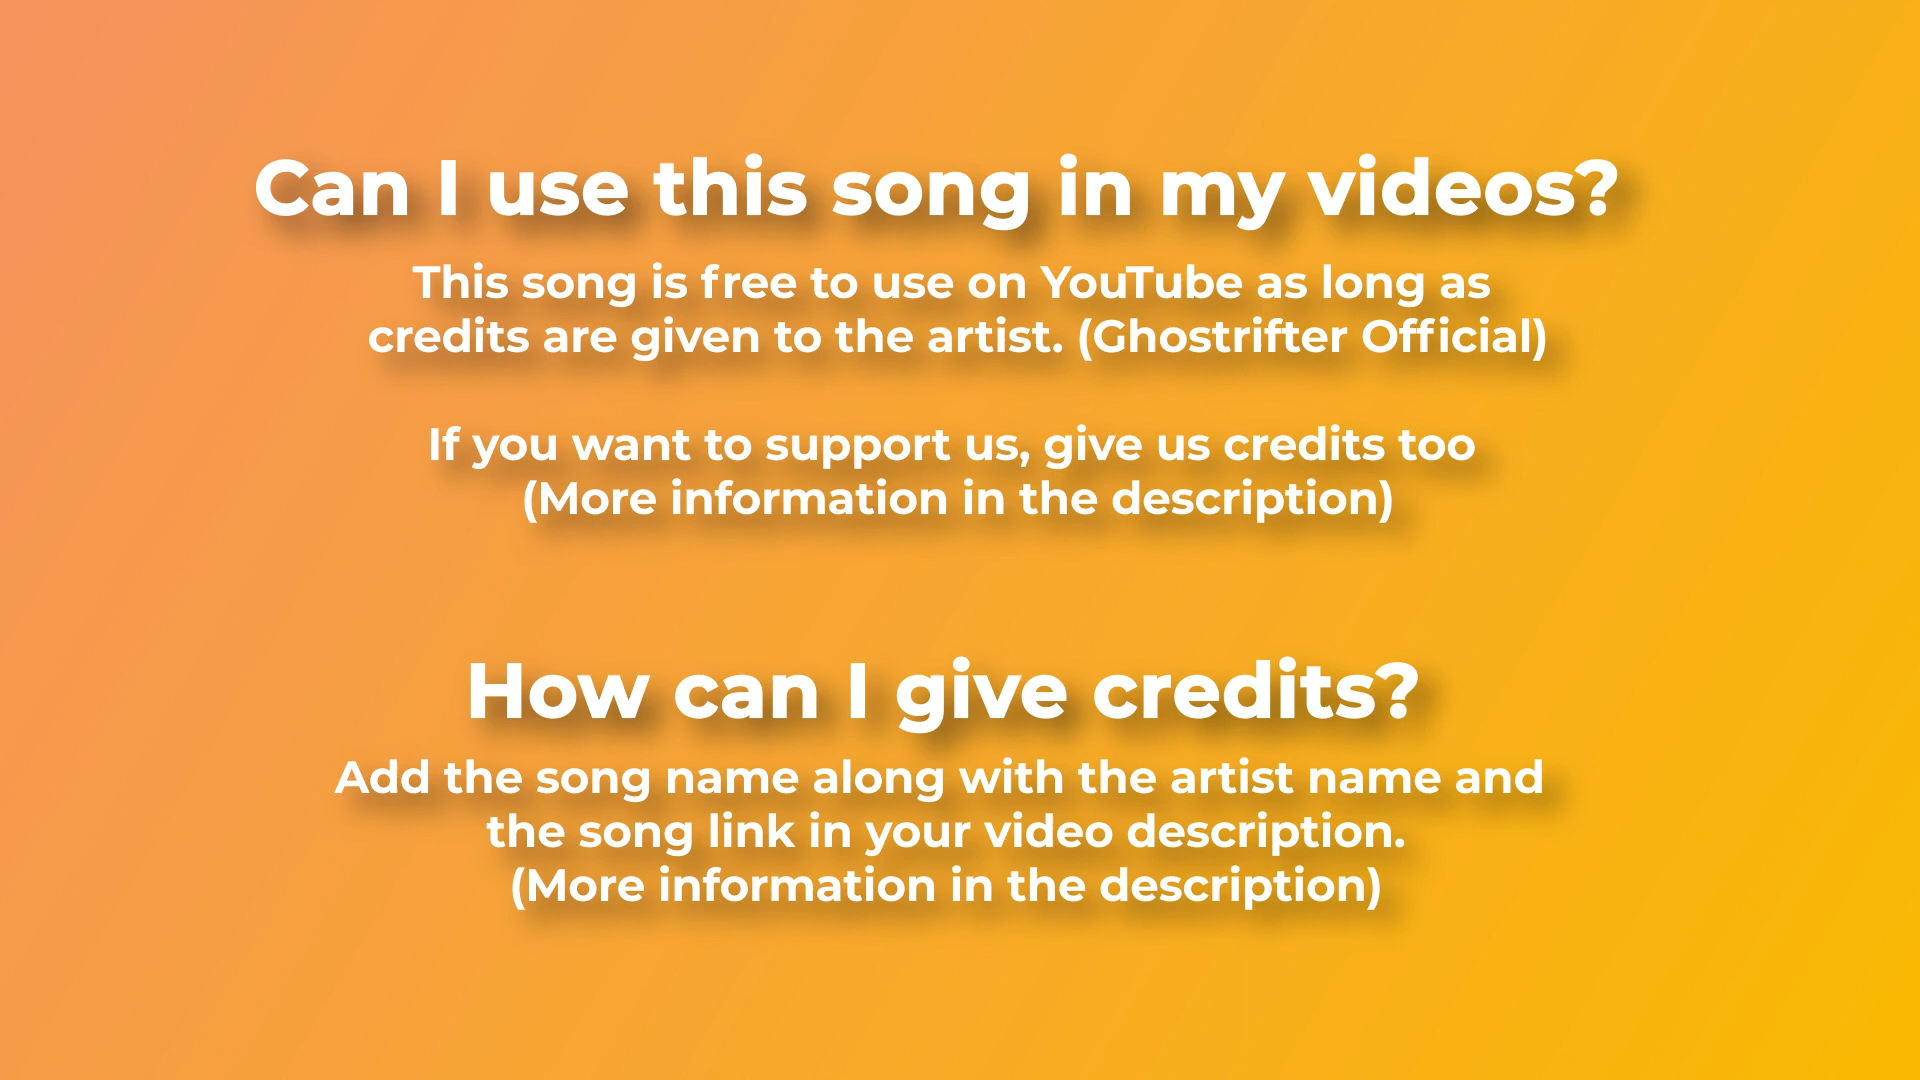 Can I use this song in my videos?
This song is free to use on YouTube as long as
credits are given to the artist. (Ghostrifter Official)
If you want to support us, give us credits too
(More information in the description)
How can I give credits?
Add the song name along with the artist name and
the song link in your video description.
(More information in the description)